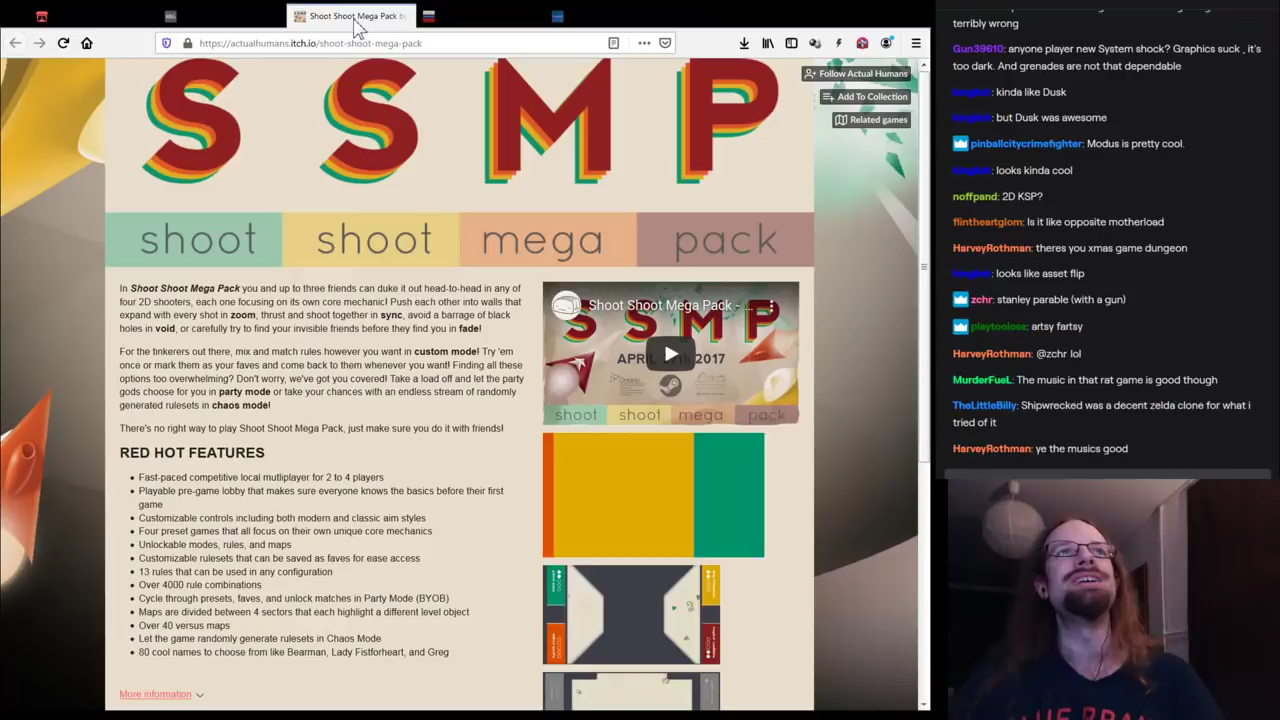 Shoot Shoot Mega Pack by
https://actualhumans.itch.io/shoot-shoot-mega-pack
S S M P
Follow Actual Humans
Add To Collection
Related games
shoot shoot mega pack
In Shoot Shoot Mega Pack you and up to three friends can duke it out head-to-head in any of
four 2D shooters, each one focusing on its own core mechanic! Push each other into walls
that expand with every shot in zoom, thrust and shoot together in sync, avoid a barrage of black
holes in void, or carefully try to find your invisible friends before they find you in fade!
For the tinkerers out there, mix and match rules however you want in custom mode! Try 'em
once or mark them as your faves and come back to them whenever you want! Finding all these
options too overwhelming? Don't worry, we've got you covered! Take a load off and let the party
gods choose for you in party mode or take your chances with an endless stream of randomly
generated rulesets in chaos mode!
There's no right way to play Shoot Shoot Mega Pack, just make sure you do it with friends!
RED HOT FEATURES
Fast-paced competitive local mutliplayer for 2 to 4 players
Playable pre-game lobby that makes sure everyone knows the basics before their first
game
Customizable controls including both modern and classic aim styles
Four preset games that all focus on their own unique core mechanics
Unlockable modes, rules, and maps
Customizable rulesets that can be saved as faves for ease access
13 rules that can be used in any configuration
Over 4000 rule combinations
Cycle through presets, faves, and unlock matches in Party Mode (BYOB)
Maps are divided between 4 sectors that each highlight a different level object
Over 40 versus maps
Let the game randomly generate rulesets in Chaos Mode
80 cool names to choose from like Bearman, Lady Fistforheart, and Greg
More information
Shoot Shoot Mega Pack - ...
S S M P
APRIL 2017
shoot shoot mega pack
terribly wrong
Gun39610: anyone player new System shock? Graphics suck , it's
too dark. And grenades are not that dependable
: kinda like Dusk
: but Dusk was awesome
pinballcitycrimefighter: Modus is pretty cool.
: looks kinda cool
noffpand: 2D KSP?
flintheartglom: Is it like opposite motherload
HarveyRothman: theres you xmas game dungeon
: looks like asset flip
zchr: stanley parable (with a gun)
playtoolose: artsy fartsy
HarveyRothman: @zchr lol
MurderFueL: The music in that rat game is good though
TheLittleBilly: Shipwrecked was a decent zelda clone for what i
tried of it
HarveyRothman: ye the musics good